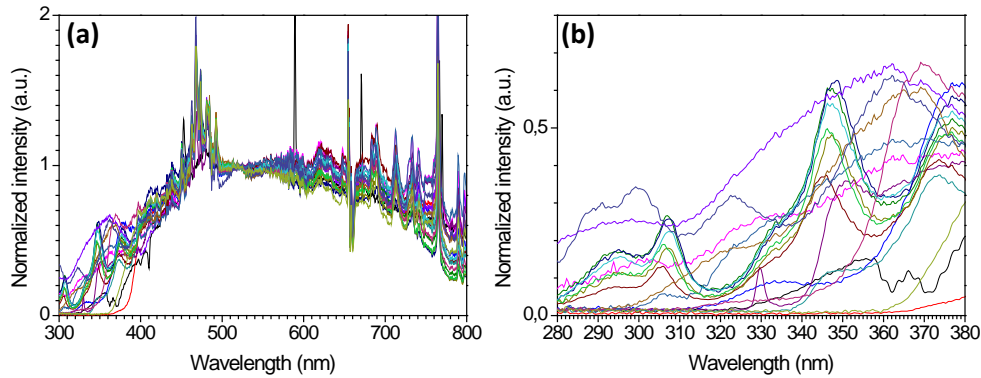 (a)
Normalized intensity (a.u.)
2
1
0
300 400 500 600 700 800
Wavelength (nm)
(b)
Normalized intensity (a.u.)
0,5
0,0
280 290 300 310 320 330 340 350 360 370 380
Wavelength (nm)